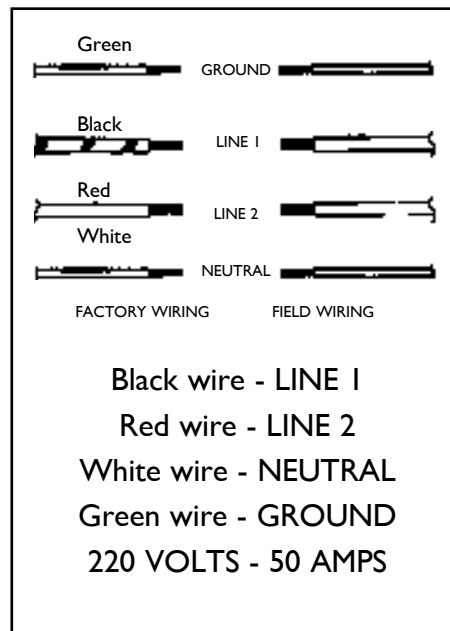 Green
GROUND
Black
LINE 1
Red
LINE 2
White
NEUTRAL
FACTORY WIRING FIELD WIRING
Black wire - LINE 1
Red wire - LINE 2
White wire - NEUTRAL
Green wire - GROUND
220 VOLTS - 50 AMPS